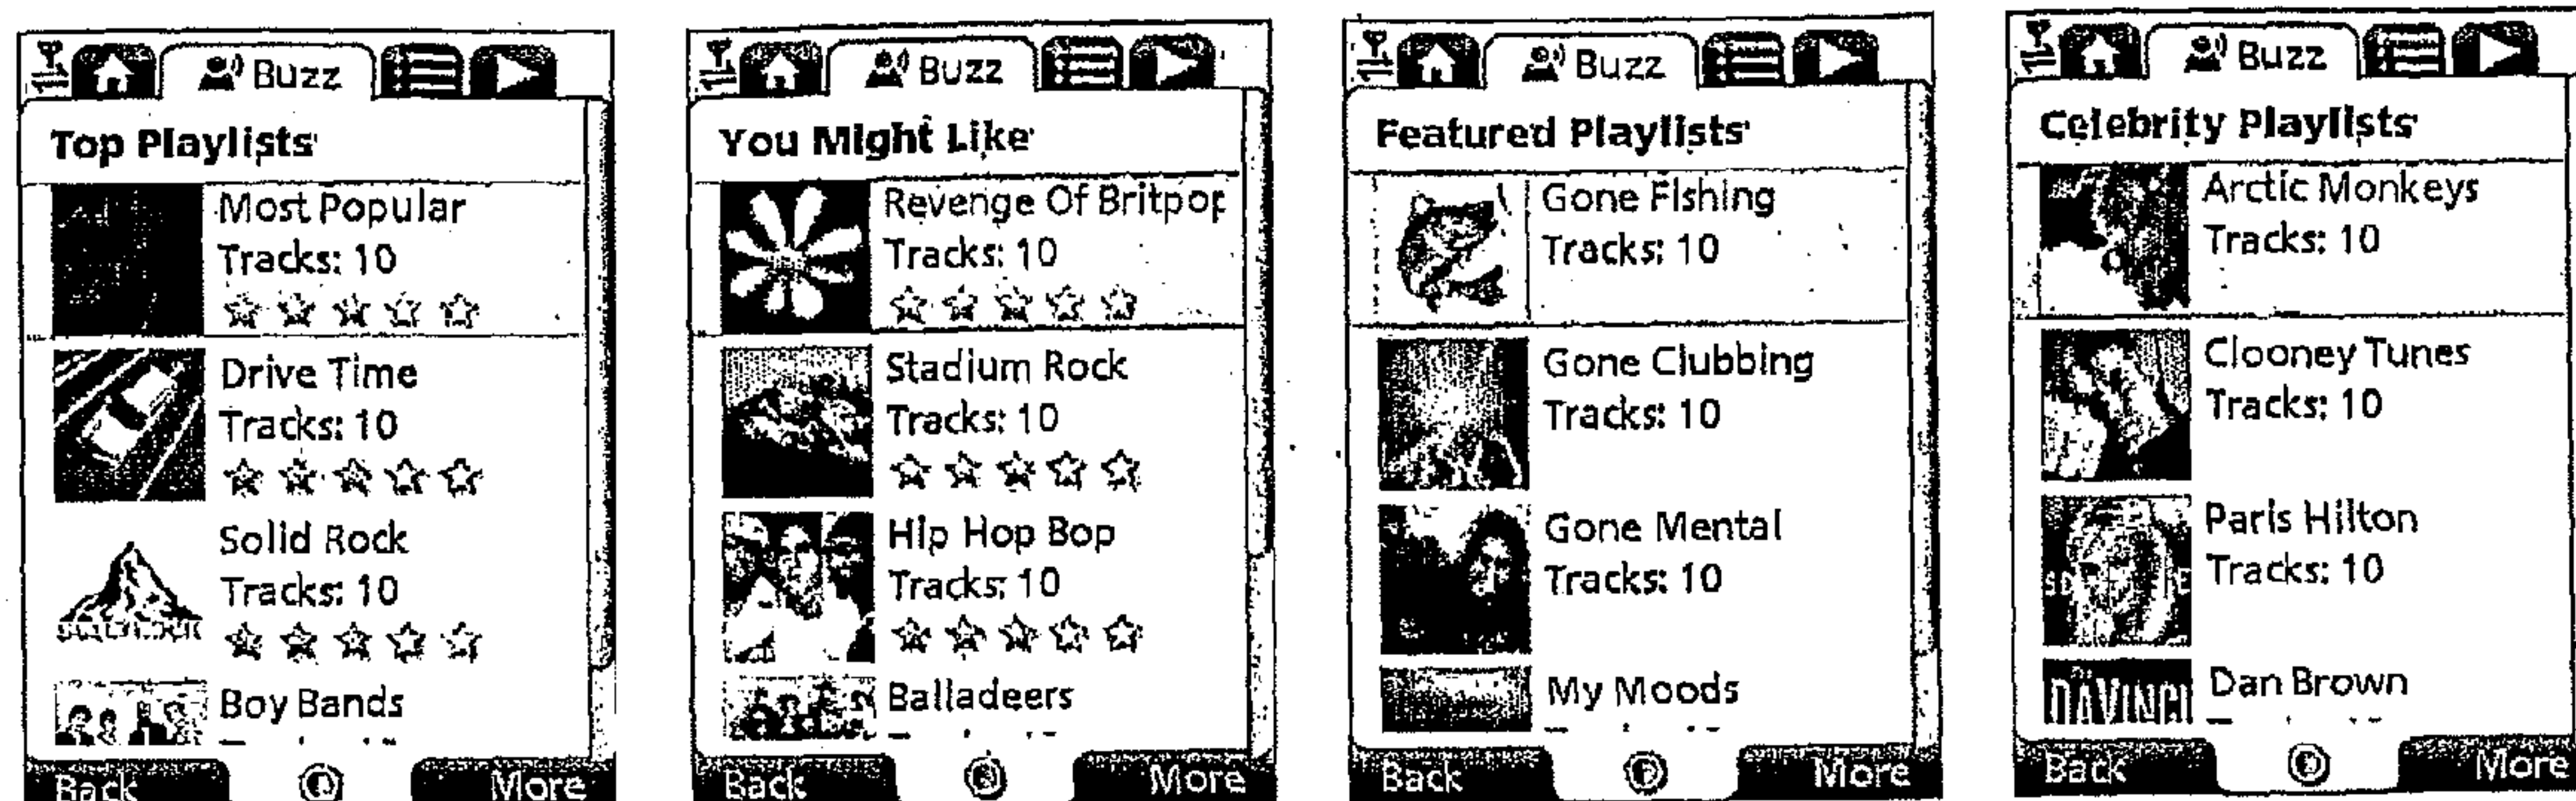 Buzz
Top Playlists
Most Popular
Tracks: 10
Drive Time
Tracks: 10
Solid Rock
Tracks: 10
Boy Bands
Back
More
Buzz
You Might Like
Revenge Of Britpop
Tracks: 10
Stadium Rock
Tracks: 10
Hip Hop Bop
Tracks: 10
Balladeers
Back
More
Buzz
Featured Playlists
Gone Fishing
Tracks: 10
Gone Clubbing
Tracks: 10
Gone Mental
Tracks: 10
My Moods
Back
More
Buzz
Celebrity Playlists
Arctic Monkeys
Tracks: 10
Clooney Tunes
Tracks: 10
Paris Hilton
Tracks: 10
DAVINCI
Dan Brown
Back
More